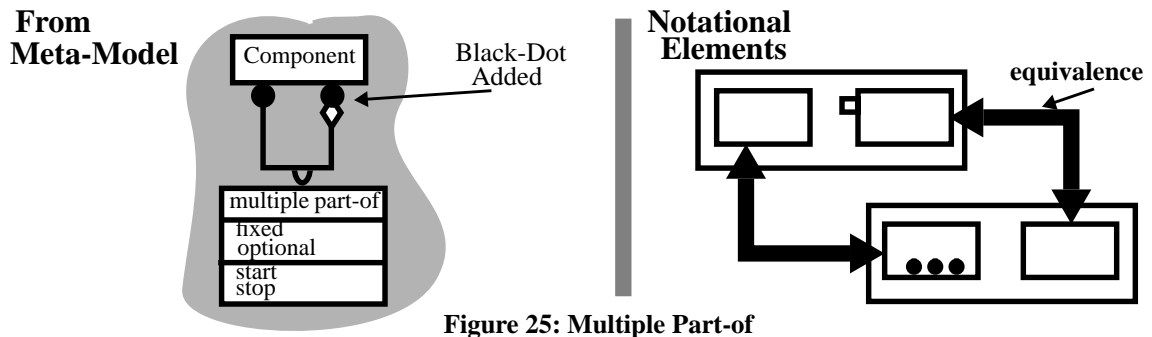 From
Meta-Model
Component
Black-Dot
Added
multiple part-of
fixed
optional
start
stop
Notational
Elements
equivalence
Figure 25: Multiple Part-of